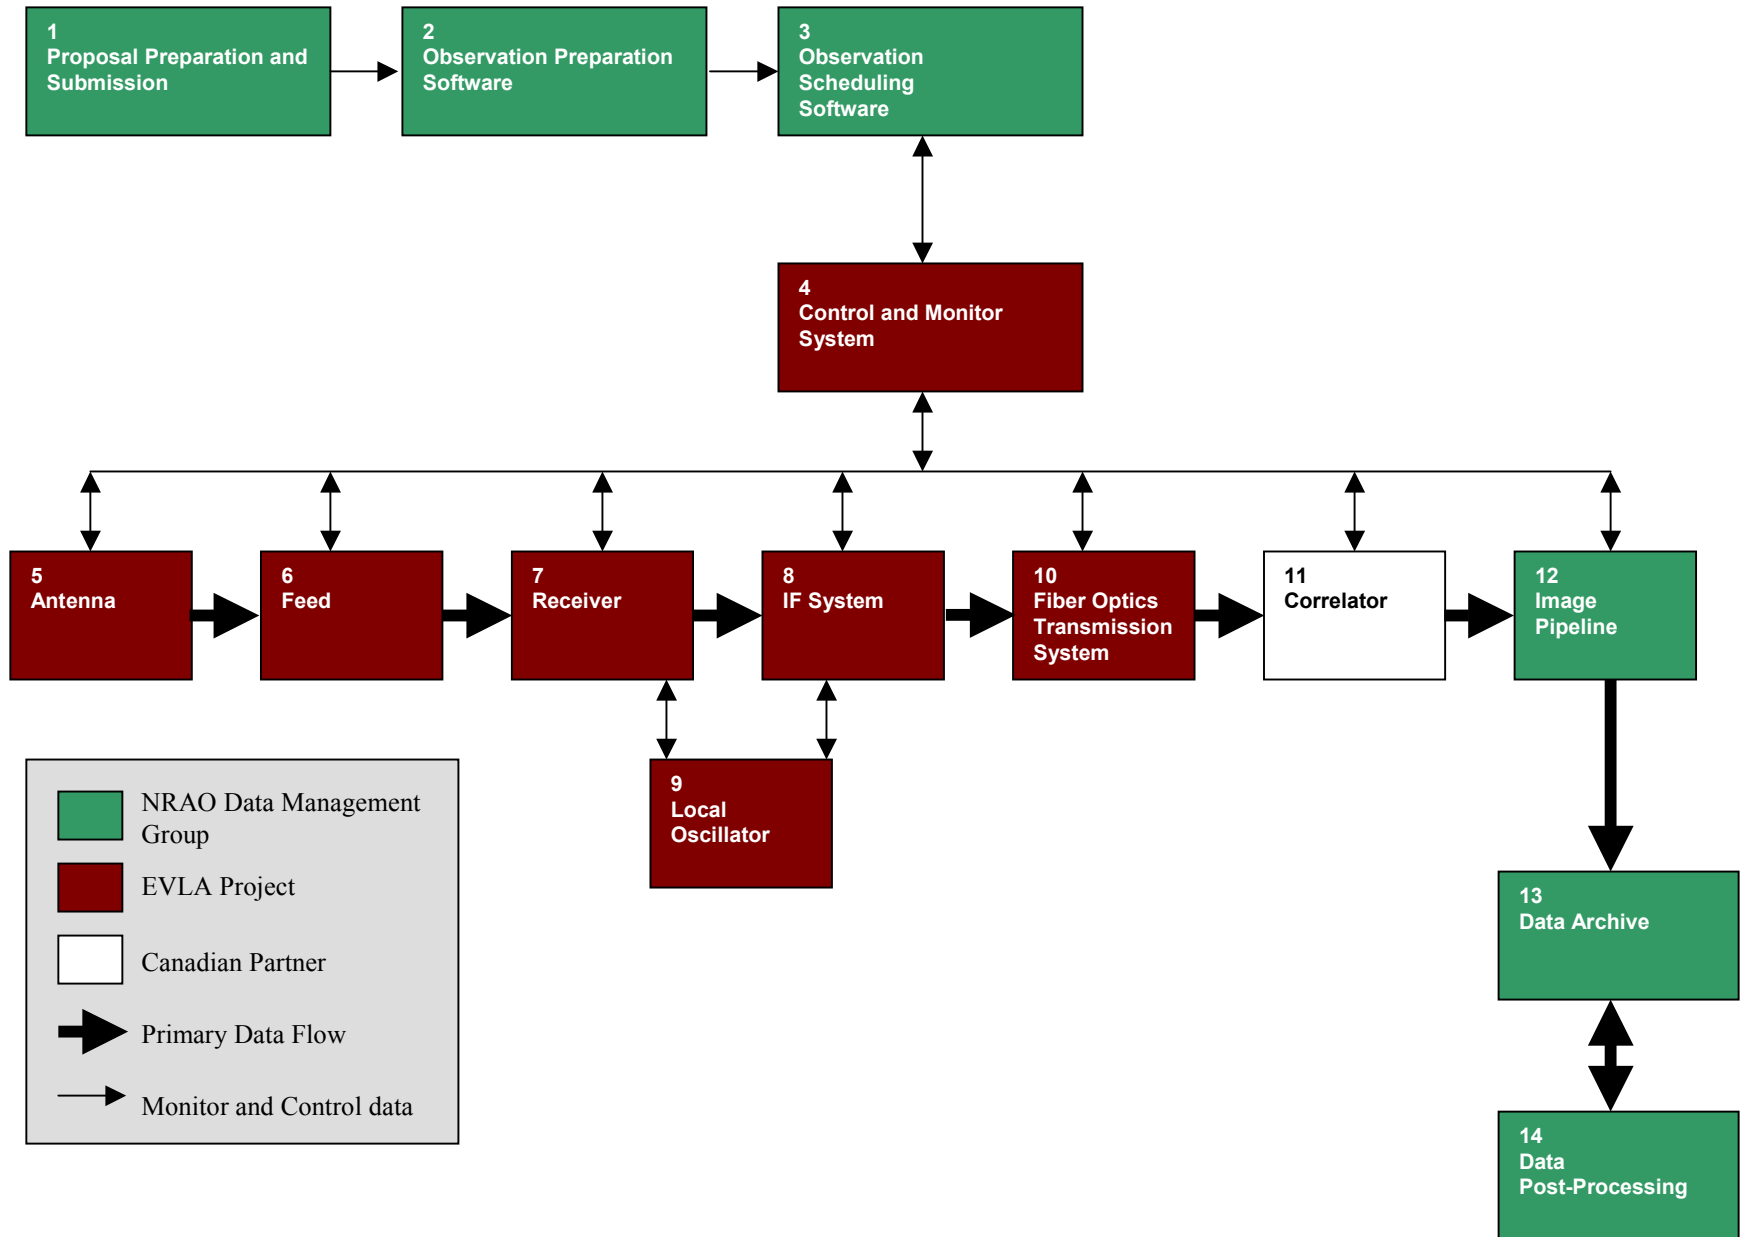 1
Proposal Preparation and
Submission
2
Observation Preparation
Software
3
Observation
Scheduling
Software
4
Control and Monitor
System
5
Antenna
6
Feed
7
Receiver
8
IF System
10
Fiber Optics
Transmission
System
11
Correlator
12
Image
Pipeline
9
Local
Oscillator
NRAO Data Management
Group
EVLA Project
Canadian Partner
Primary Data Flow
Monitor and Control data
13
Data Archive
14
Data
Post-Processing